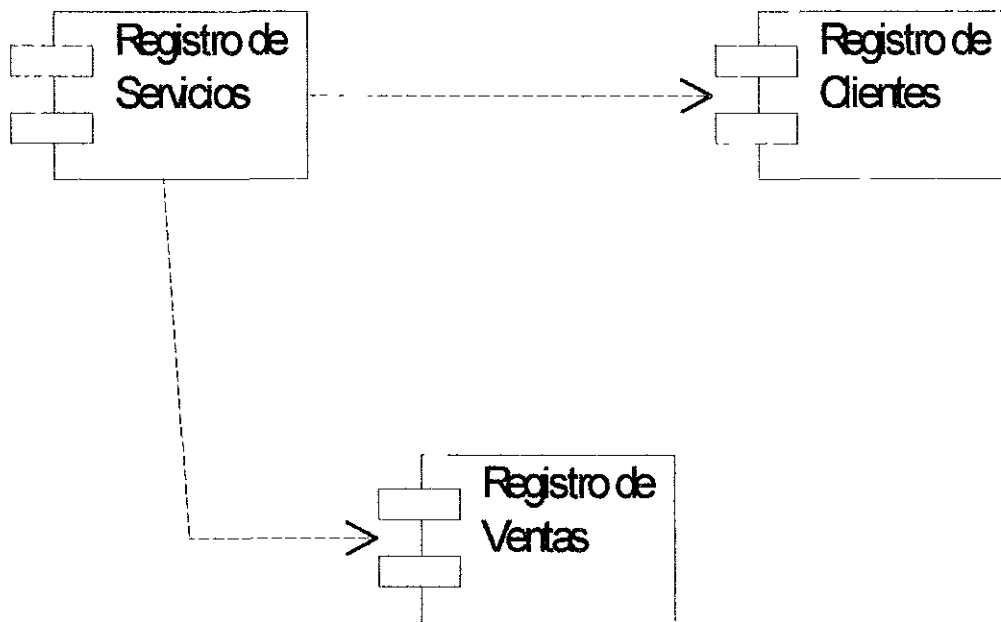 Registro de
Servicios
Registro de
Clientes
Registro de
Ventas